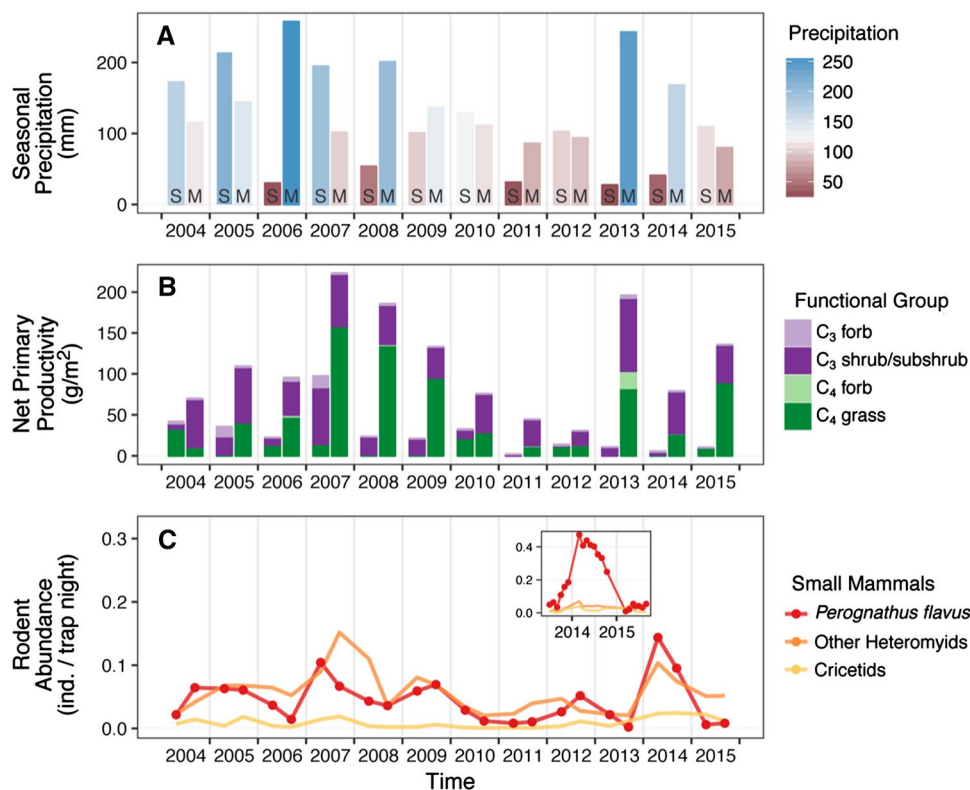 A
Seasonal
Precipitation
(mm)
200
100
0
S M S M S M S M S M S M S M S M S M S M S M S M
2004 2005 2006 2007 2008 2009 2010 2011 2012 2013 2014 2015
Precipitation
250
200
150
100
50
B
Net Primary
Productivity
(g/m²)
200
150
100
50
0
2004 2005 2006 2007 2008 2009 2010 2011 2012 2013 2014 2015
Functional Group
C₃ forb
C₃ shrub/subshrub
C₄ forb
C₄ grass
C
Rodent
Abundance
(ind. / trap night)
0.3
0.2
0.1
0.0
0.4
0.2
0.0
2014 2015
2004 2005 2006 2007 2008 2009 2010 2011 2012 2013 2014 2015
Time
Small Mammals
Perognathus flavus
Other Heteromyids
Cricetids